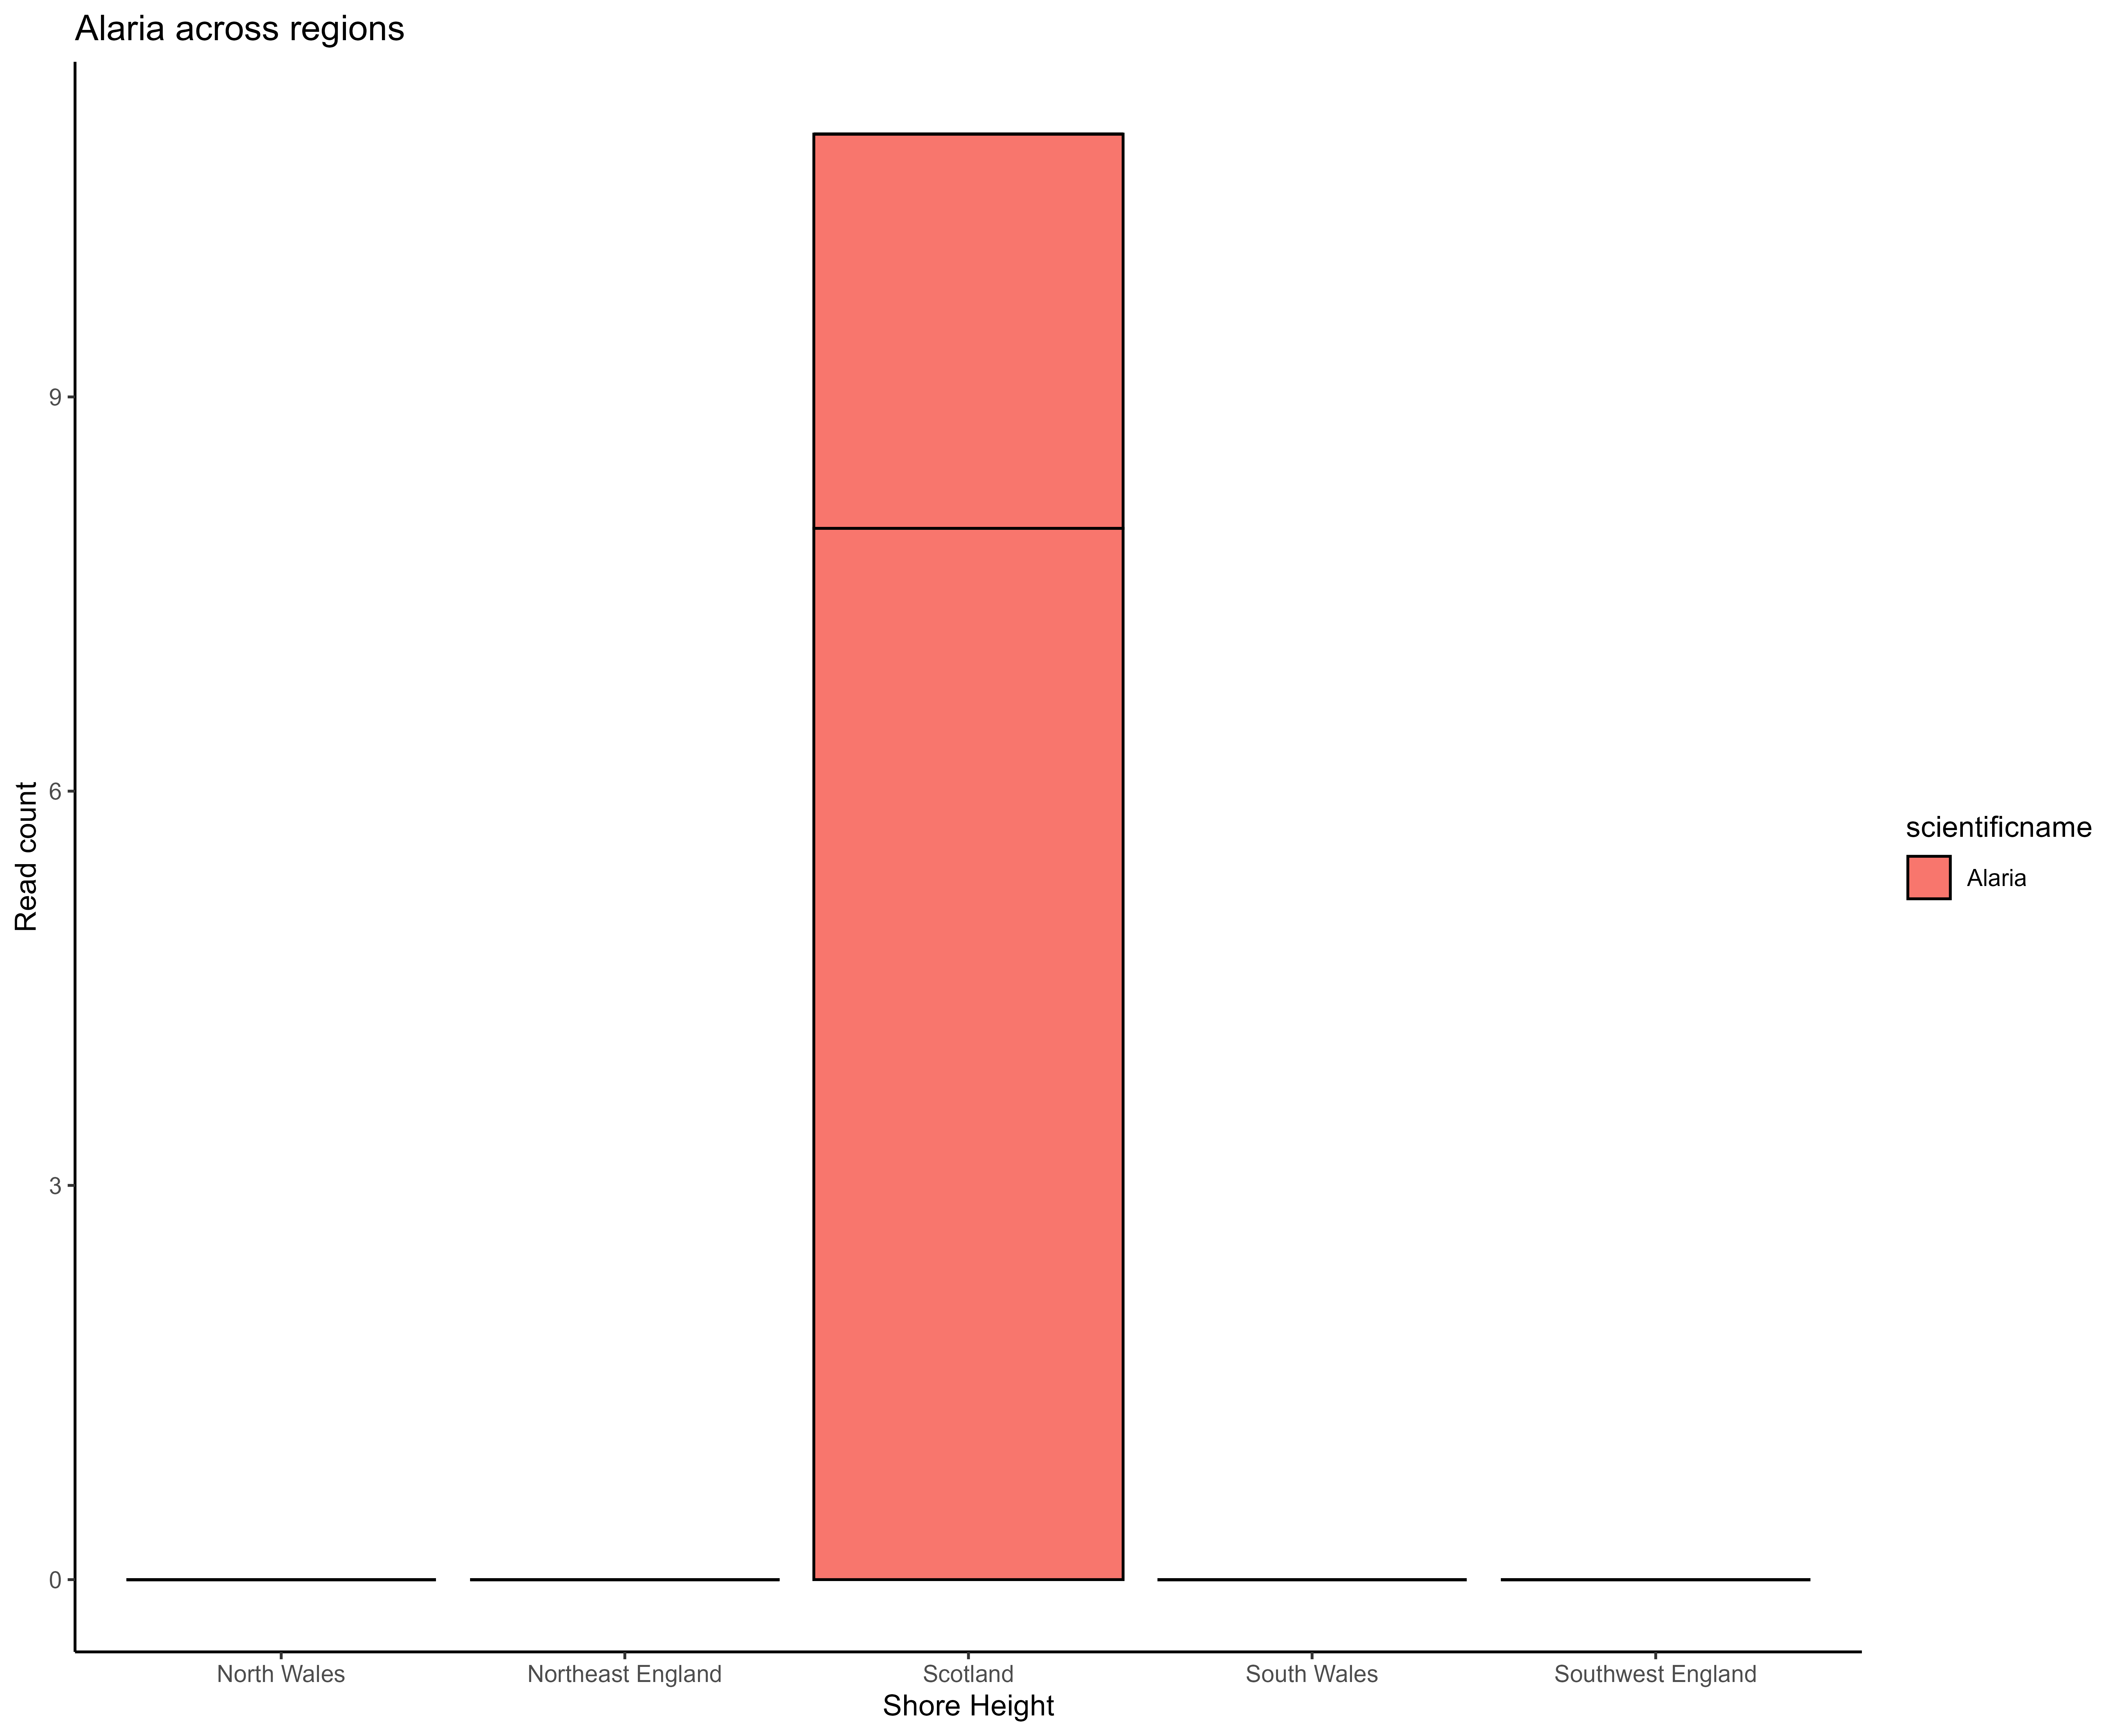 Alaria across regions
Read count
9
6
3
0
North Wales
Northeast England
Scotland
South Wales
Southwest England
Shore Height
scientificname
Alaria